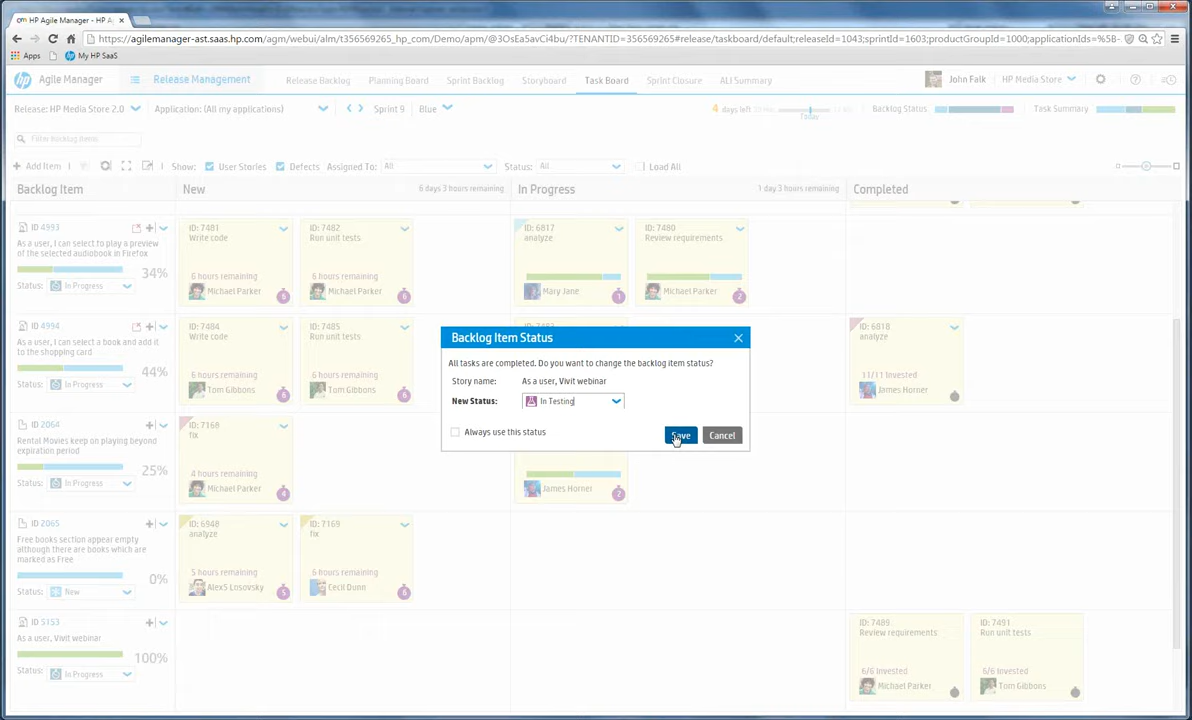 HP Agile Manager - HP A
https://agilemanager-ast.saas.hp.com/agm/webui/alm/t356569265_hp_com/Demo/apm/@3OsEa5avCi4bu/?TENANTID=356569265#release/taskboard/@3default;releaseId=1043;sprintId=1603;productGroupId=1000;applicationIds=%5B-
Apps My HP SaaS
hp Agile Manager Release Management Release Backlog Planning Board Sprint Backlog Storyboard Task Board Sprint Closure ALI Summary John Falk HP Media Store
Release: HP Media Store 2.0 Application: (All my applications) Sprint 9 Blue 4 days left Today Backlog Status Task Summary
Filter backlog items
Add Item Show: User Stories Defects Assigned To: All Status: All Load All
Backlog Item New 6 days 3 hours remaining In Progress 1 day 3 hours remaining Completed
ID 4993
As a user, I can select to play a preview
of the selected audiobook in Firefox
34%
Status: In Progress
ID: 7481
Write code
6 hours remaining
Michael Parker 6
ID: 7482
Run unit tests
6 hours remaining
Michael Parker 6
ID: 6817
analyze
Mary Jane 1
ID: 7480
Review requirements
Michael Parker 2
ID 4994
As a user, I can select a book and add it
to the shopping card
44%
Status: In Progress
ID: 7484
Write code
6 hours remaining
Tom Gibbons 6
ID: 7485
Run unit tests
6 hours remaining
Tom Gibbons 6
ID: 6818
analyze
11/11 Invested
James Horner
Backlog Item Status
All tasks are completed. Do you want to change the backlog item status?
Story name: As a user, Vivit webinar
New Status: In Testing
Always use this status
Save Cancel
ID 2064
Rental Movies keep on playing beyond
expiration period
25%
Status: In Progress
ID: 7168
fix
4 hours remaining
Michael Parker 4
James Horner 2
ID 2065
Free books section appear empty
although there are books which are
marked as Free
0%
Status: New
ID: 6948
analyze
5 hours remaining
AlexS Losovsky 5
ID: 7169
fix
6 hours remaining
Cecil Dunn 6
ID 5153
As a user, Vivit webinar
100%
Status: In Progress
ID: 7489
Review requirements
6/6 Invested
Michael Parker
ID: 7491
Run unit tests
6/6 Invested
Tom Gibbons